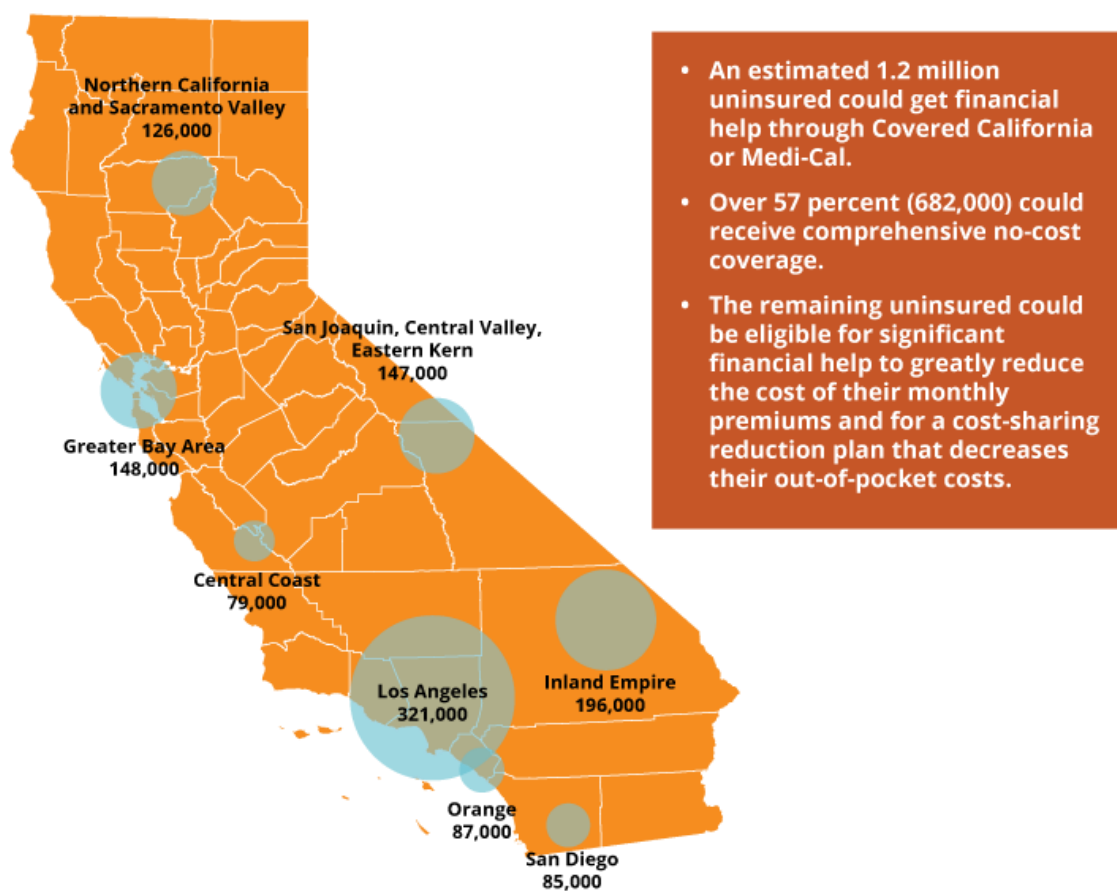 Northern California
and Sacramento Valley
126,000
San Joaquin, Central Valley,
Eastern Kern
147,000
Greater Bay Area
148,000
Central Coast
79,000
Los Angeles
321,000
Inland Empire
196,000
Orange
87,000
San Diego
85,000
• An estimated 1.2 million
uninsured could get financial
help through Covered California
or Medi-Cal.
• Over 57 percent (682,000) could
receive comprehensive no-cost
coverage.
• The remaining uninsured could
be eligible for significant
financial help to greatly reduce
the cost of their monthly
premiums and for a cost-sharing
reduction plan that decreases
their out-of-pocket costs.